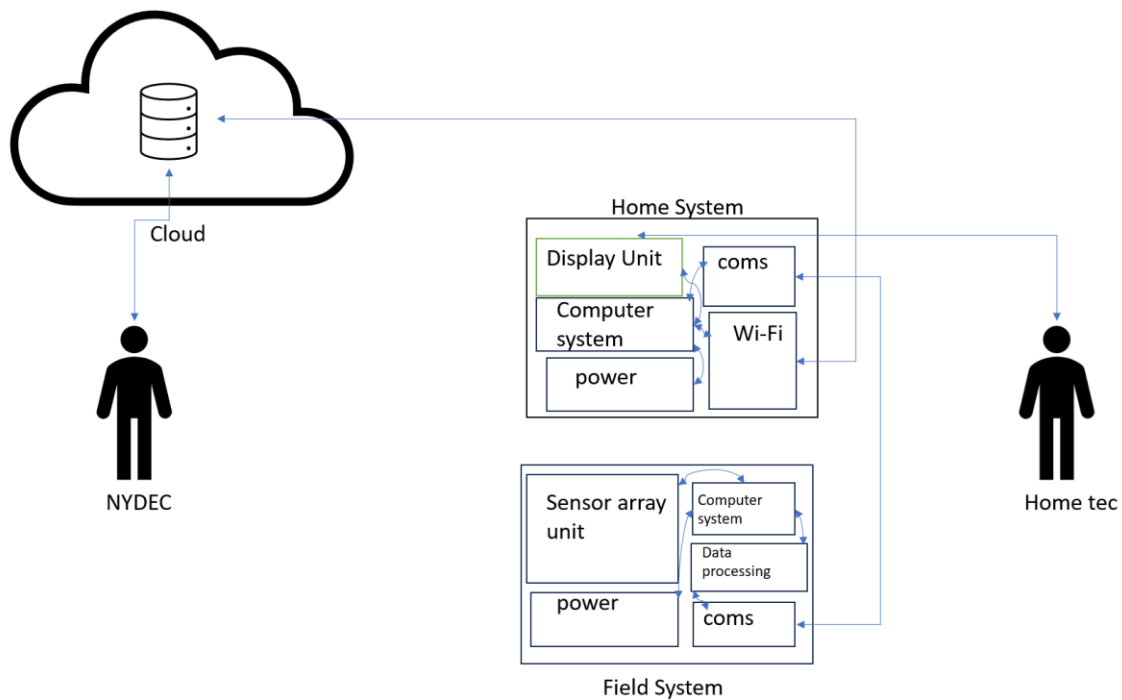 Cloud
NYDEC
Home System
Display Unit
coms
Computer
system
Wi-Fi
power
Home tec
Sensor array
unit
Computer
system
Data
processing
power
coms
Field System